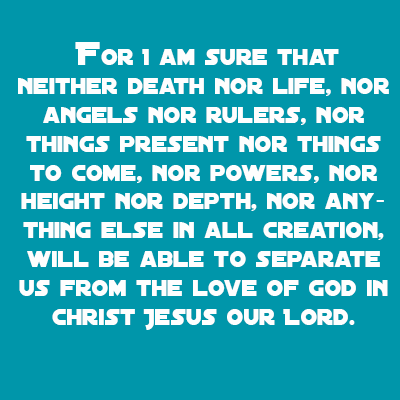 For I am sure that
neither death nor life, nor
angels nor rulers, nor
things present nor things
to come, nor powers, nor
height nor depth, nor any-
thing else in all creation,
will be able to separate
us from the love of God in
Christ Jesus our Lord.